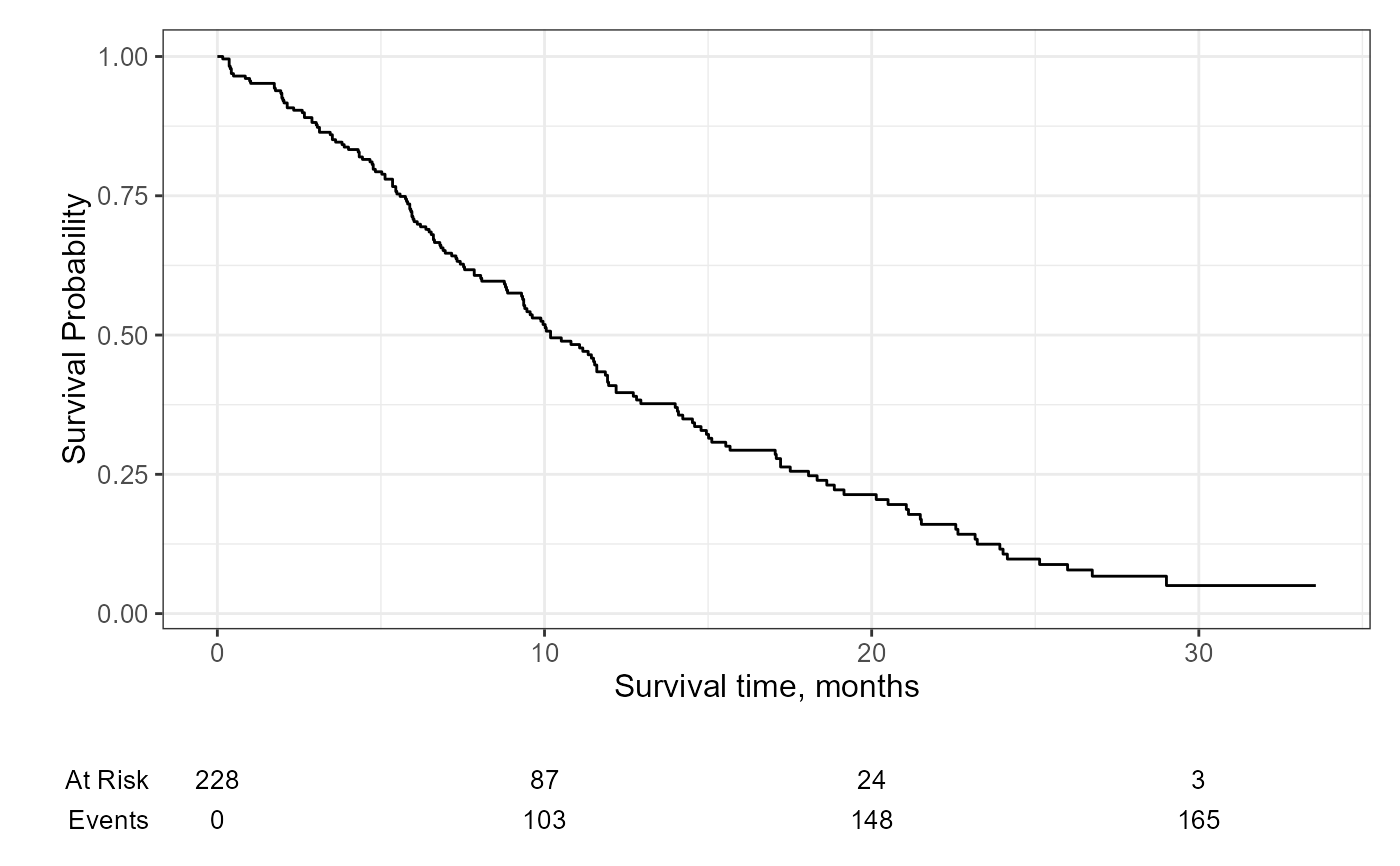 Survival Probability
1.00
0.75
0.50
0.25
0.00
0 10 20 30
Survival time, months
At Risk 228 87 24 3
Events 0 103 148 165